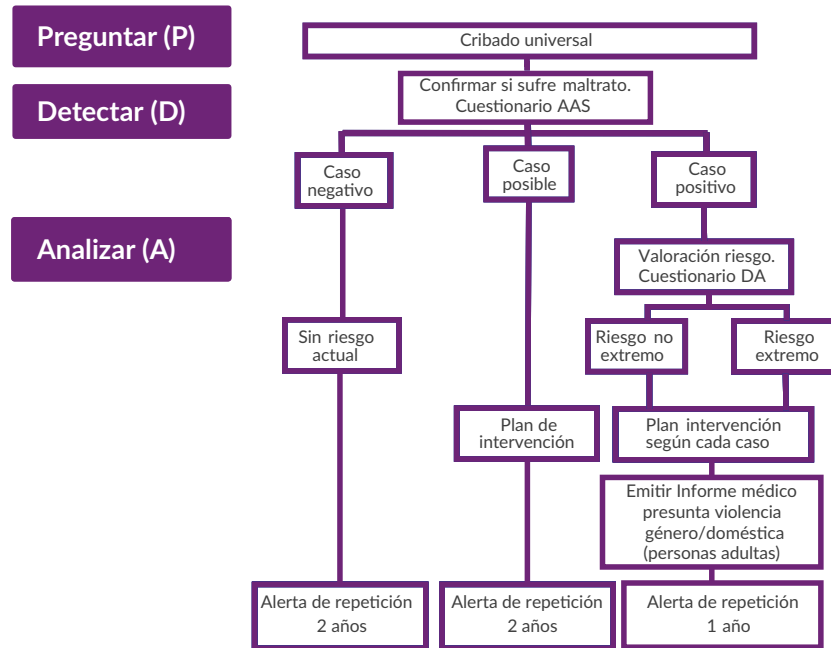 Preguntar (P)
Cribado universal
Detectar (D)
Confirmar si sufre maltrato.
Cuestionario AAS
Caso
negativo
Caso
posible
Caso
positivo
Analizar (A)
Valoración riesgo.
Cuestionario DA
Sin riesgo
actual
Riesgo no
extremo
Riesgo
extremo
Plan de
intervención
Plan intervención
según cada caso
Emitir Informe médico
presunta violencia
género/doméstica
(personas adultas)
Alerta de repetición
2 años
Alerta de repetición
2 años
Alerta de repetición
1 año